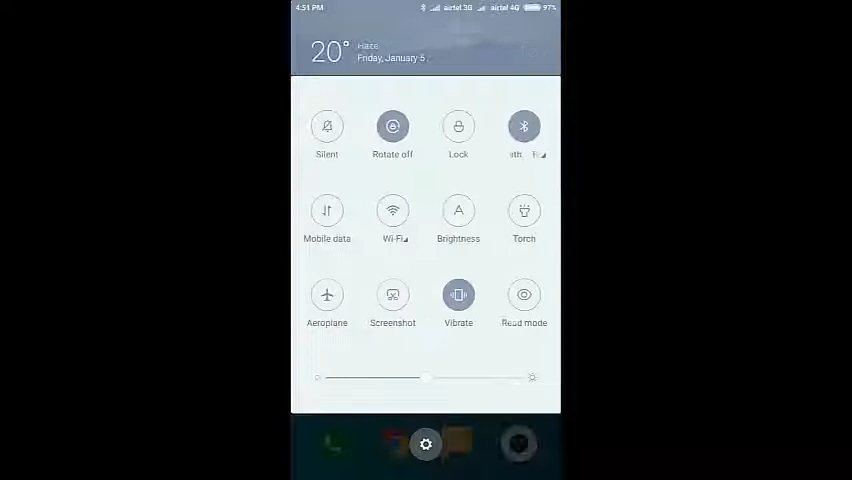 4:51 PM airtel 3G airtel 4G 97%
20° Haze
Friday, January 5
Silent Rotate off Lock
Mobile data Wi-Fi Brightness Torch
Aeroplane Screenshot Vibrate Read mode